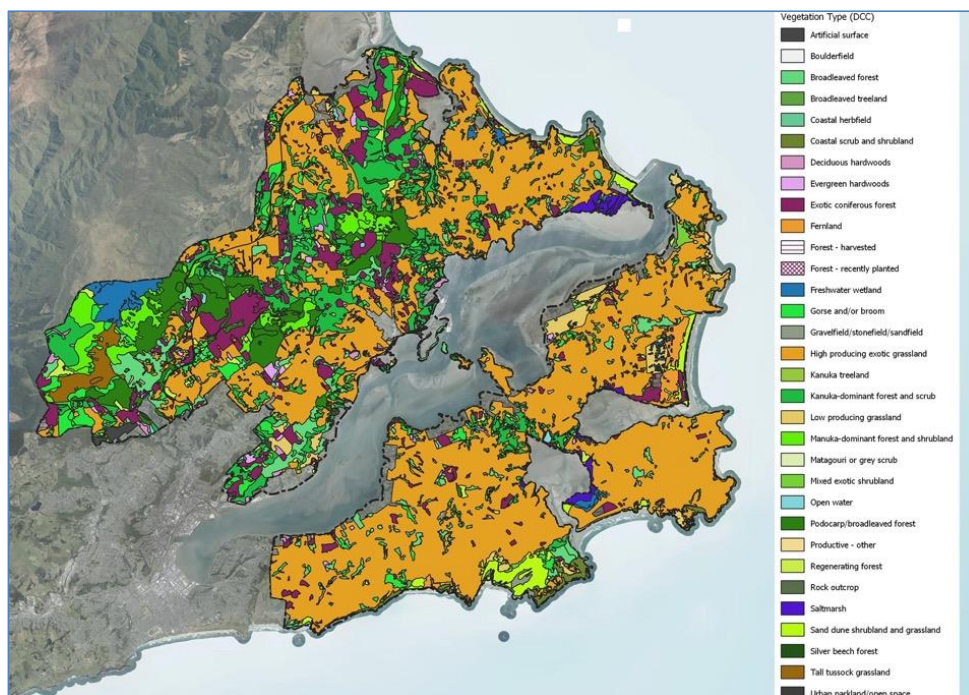 Vegetation Type (DCC)
Artificial surface
Boulderfield
Broadleaved forest
Broadleaved treeland
Coastal herbfield
Coastal scrub and shrubland
Deciduous hardwoods
Evergreen hardwoods
Exotic coniferous forest
Fernland
Forest - harvested
Forest - recently planted
Freshwater wetland
Gorse and/or broom
Gravelfield/stonefield/sandfield
High producing exotic grassland
Kanuka treeland
Kanuka-dominant forest and scrub
Low producing grassland
Manuka-dominant forest and shrubland
Matagouri or grey scrub
Mixed exotic shrubland
Open water
Podocarp/broadleaved forest
Productive - other
Regenerating forest
Rock outcrop
Saltmarsh
Sand dune shrubland and grassland
Silver beech forest
Tall tussock grassland
Urban parkland/open space